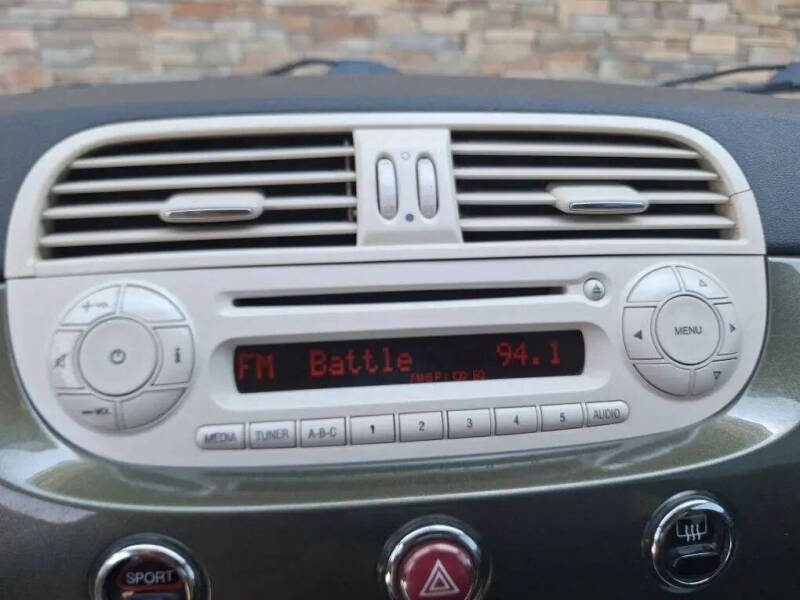 +VOL
i
-VOL
FM Battle 94.1
MENU
MEDIA TUNER A-B-C 1 2 3 4 5 AUDIO
SPORT